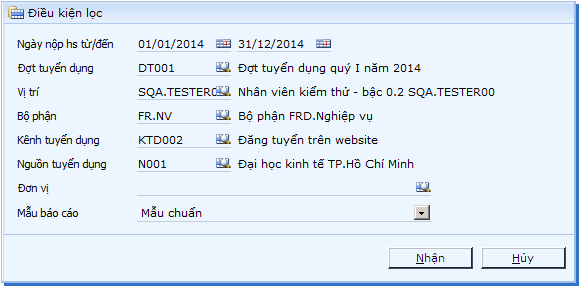 Điều kiện lọc
Ngày nộp hs từ/đến 01/01/2014 31/12/2014
Đợt tuyển dụng DT001 Đợt tuyển dụng quý I năm 2014
Vị trí SQA.TESTER0 Nhân viên kiểm thử - bậc 0.2 SQA.TESTER00
Bộ phận FR.NV Bộ phận FRD.Nghiệp vụ
Kênh tuyển dụng KTD002 Đăng tuyển trên website
Nguồn tuyển dụng N001 Đại học kinh tế TP.Hồ Chí Minh
Đơn vị
Mẫu báo cáo Mẫu chuẩn
Nhận Hủy